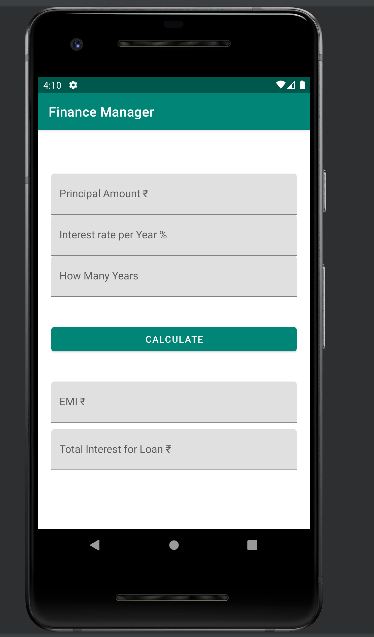 4:10
Finance Manager
Principal Amount ₹
Interest rate per Year %
How Many Years
CALCULATE
EMI ₹
Total Interest for Loan ₹